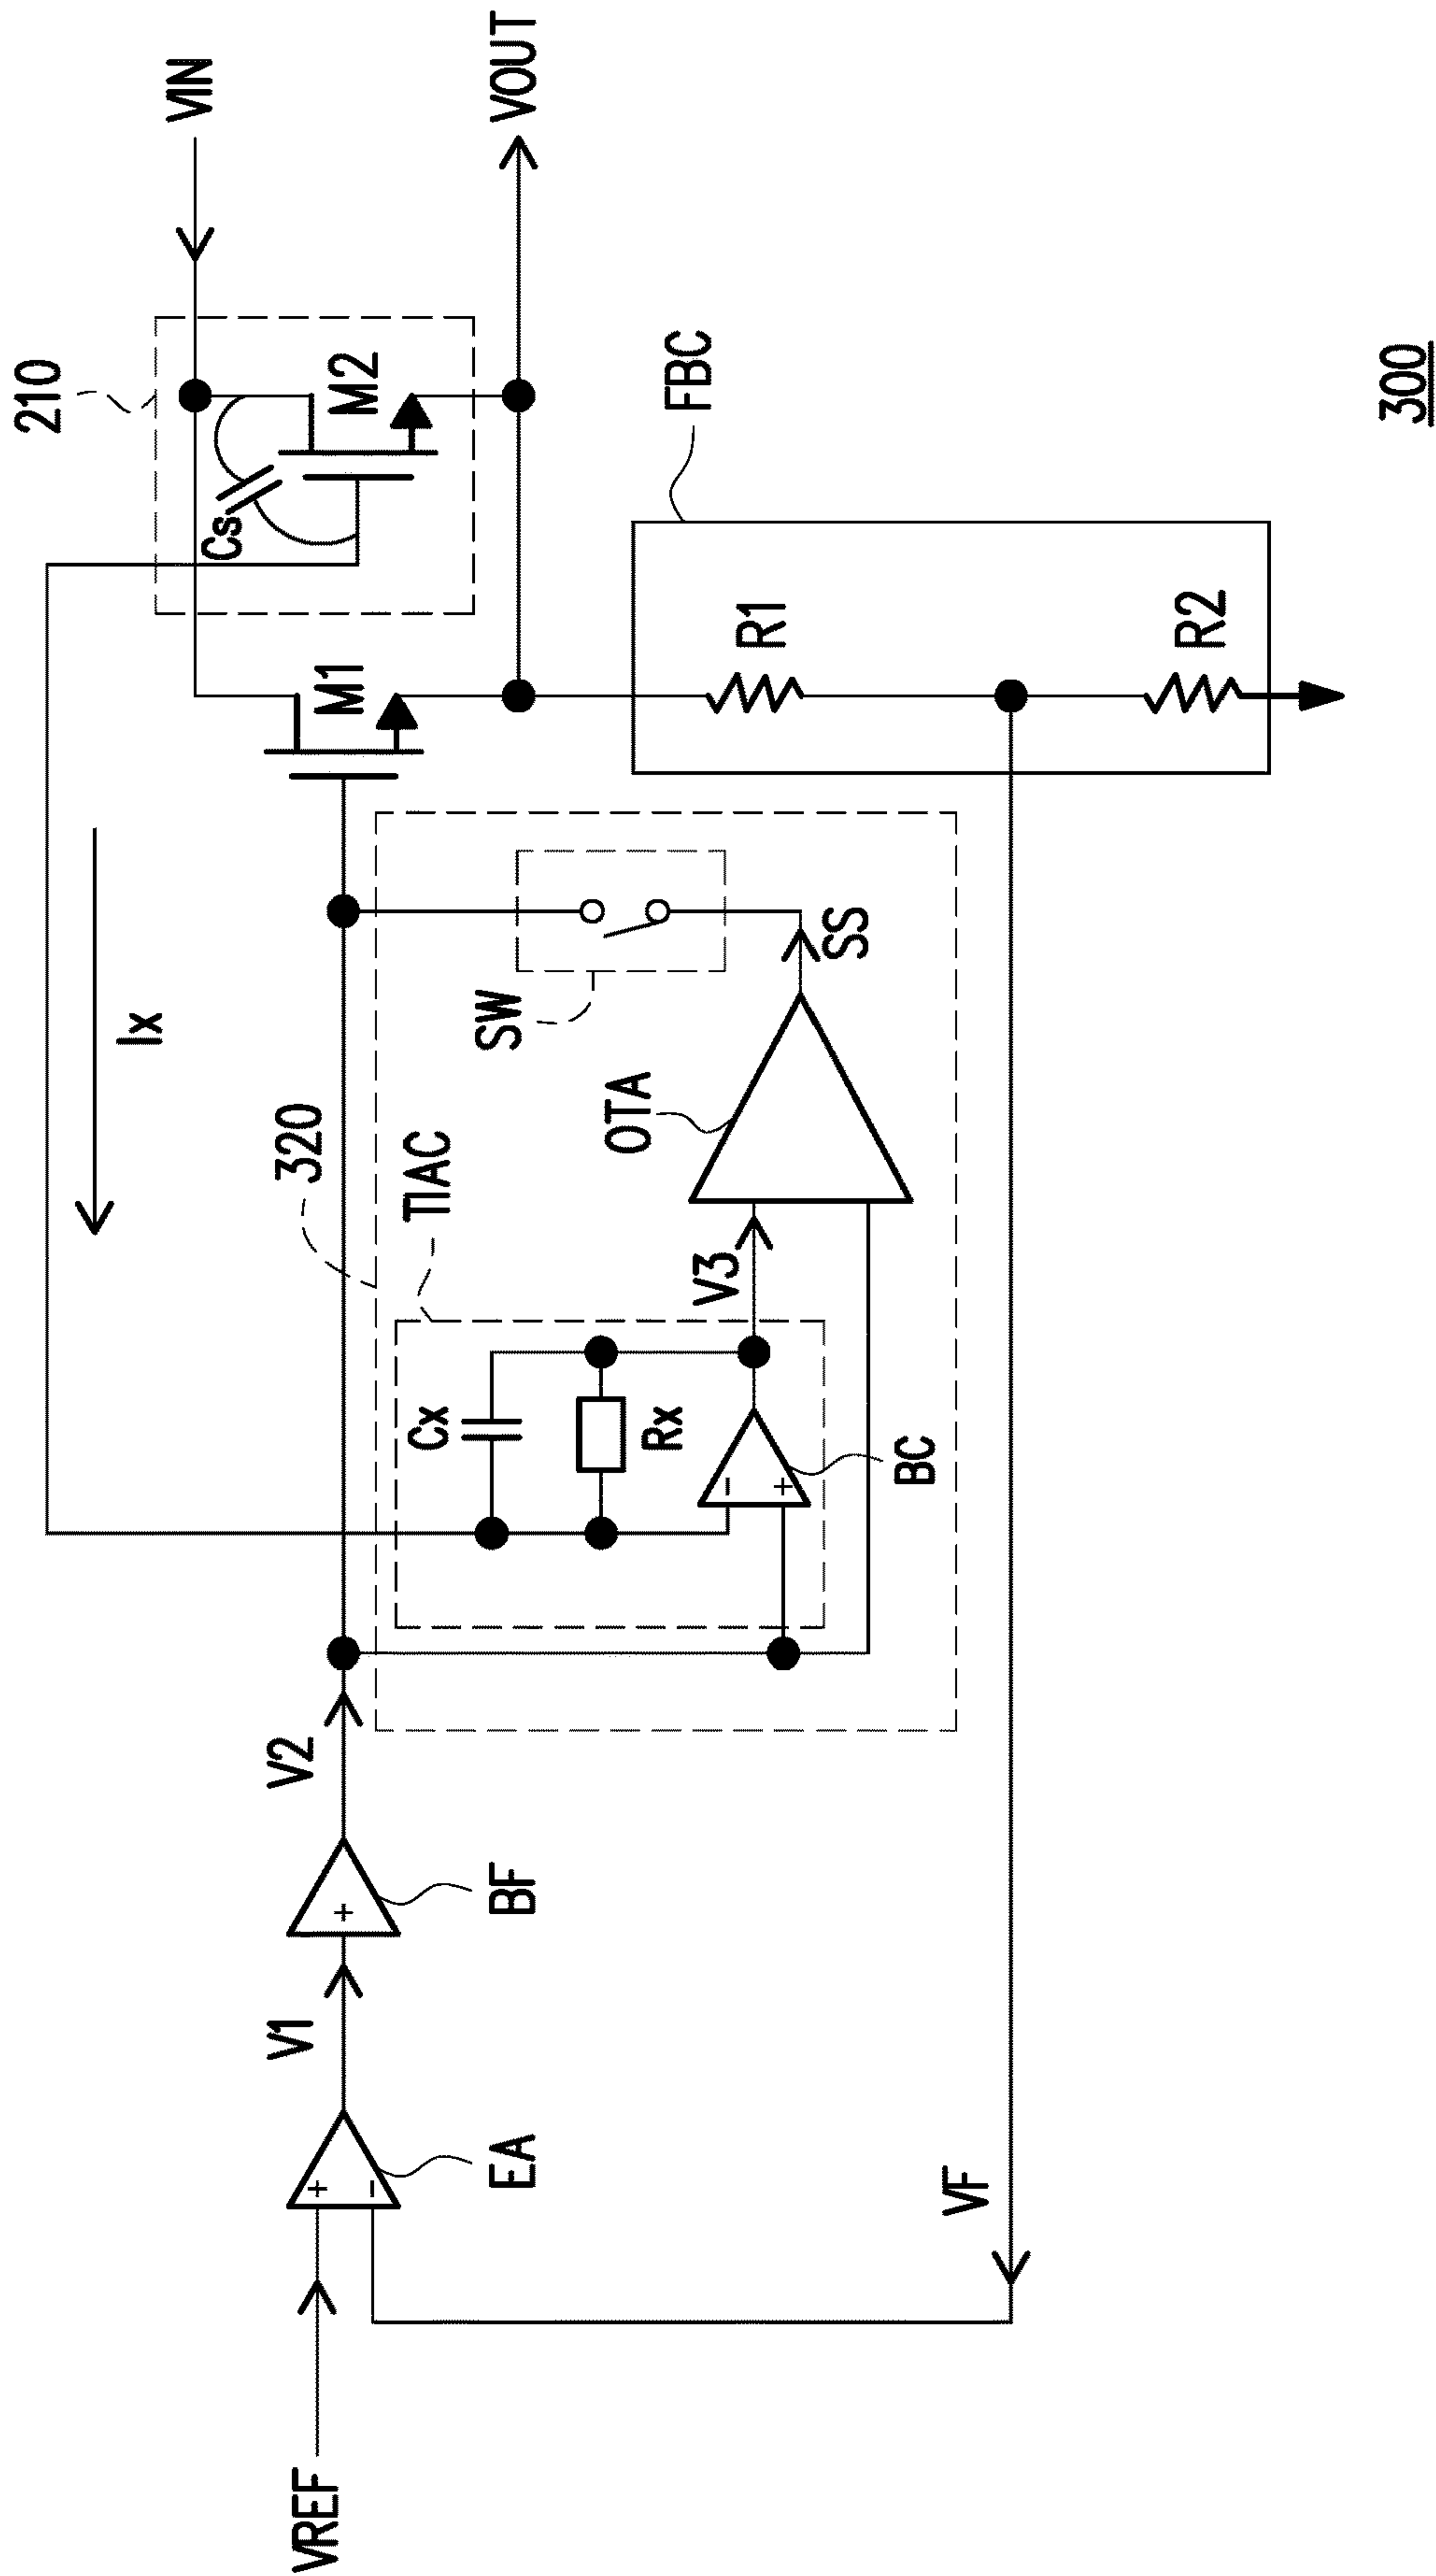 300
VIN
VOUT
210
M2
Cs
M1
Ix
FBC
R1
R2
320
TIAC
SW
SS
OTA
V3
Cx
Rx
−
+
BC
V2
BF
+
V1
EA
+
−
VREF
VF